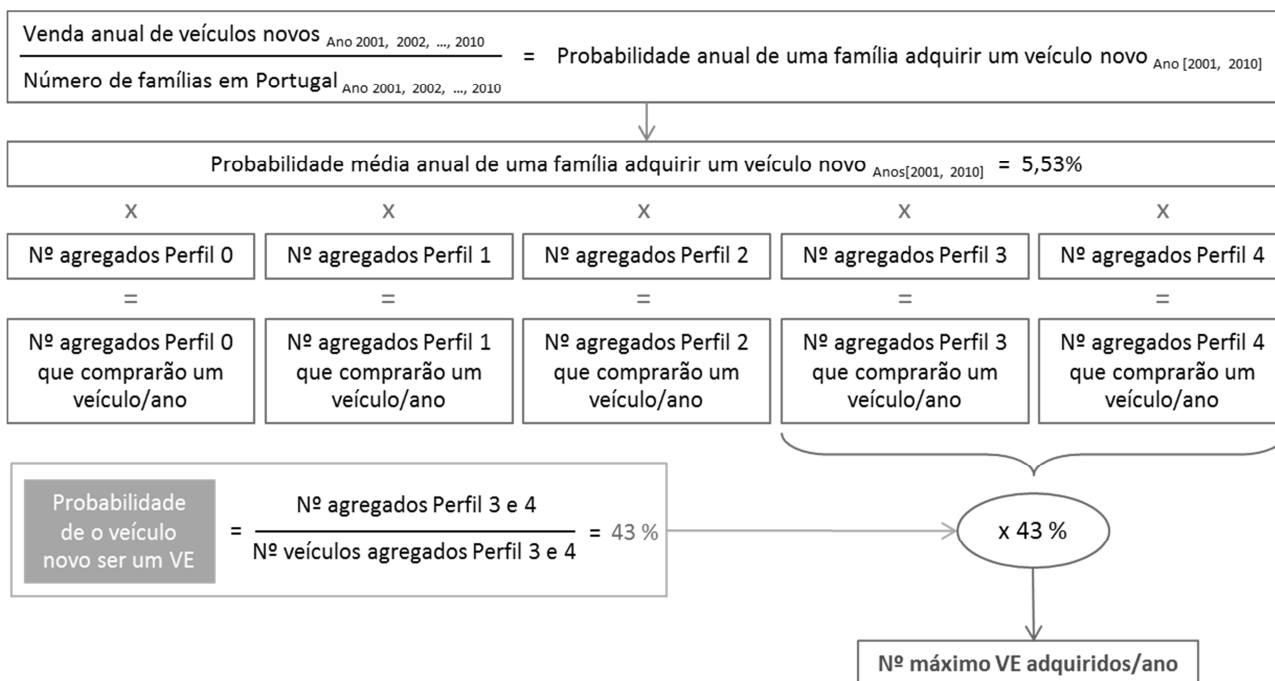 Venda anual de veículos novos Ano 2001, 2002, ..., 2010
Número de famílias em Portugal Ano 2001, 2002, ..., 2010
= Probabilidade anual de uma família adquirir um veículo novo Ano [2001, 2010]
Probabilidade média anual de uma família adquirir um veículo novo Anos[2001, 2010] = 5,53%
x x x x x
Nº agregados Perfil 0
Nº agregados Perfil 1
Nº agregados Perfil 2
Nº agregados Perfil 3
Nº agregados Perfil 4
= = = = =
Nº agregados Perfil 0
que comprarão um
veículo/ano
Nº agregados Perfil 1
que comprarão um
veículo/ano
Nº agregados Perfil 2
que comprarão um
veículo/ano
Nº agregados Perfil 3
que comprarão um
veículo/ano
Nº agregados Perfil 4
que comprarão um
veículo/ano
Probabilidade
de o veículo
novo ser um VE
=
Nº agregados Perfil 3 e 4
Nº veículos agregados Perfil 3 e 4
= 43 %
x 43 %
Nº máximo VE adquiridos/ano